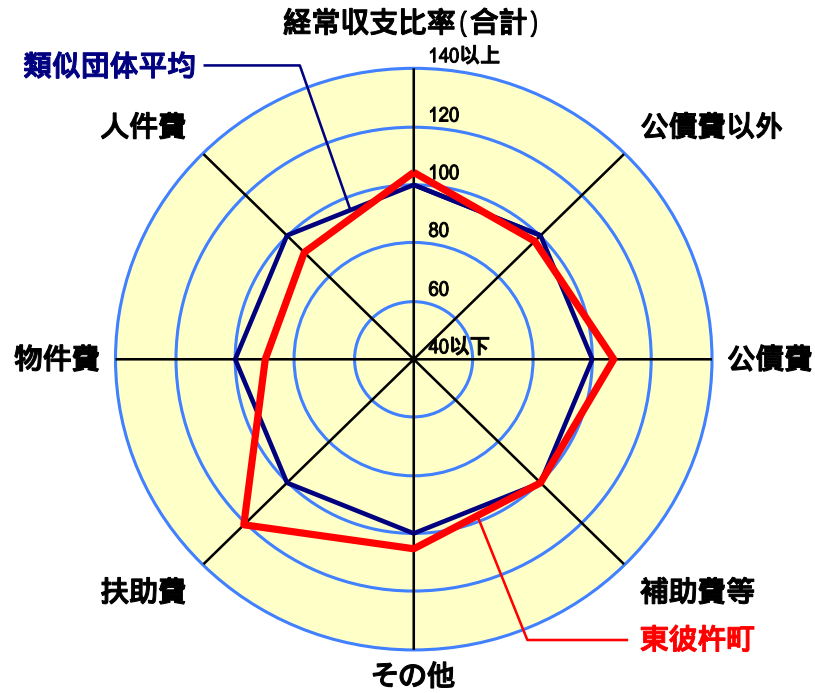 経常収支比率(合計)
140以上
類似団体平均
120
人件費
公債費以外
100
80
60
40以下
物件費
公債費
扶助費
補助費等
東彼杵町
その他